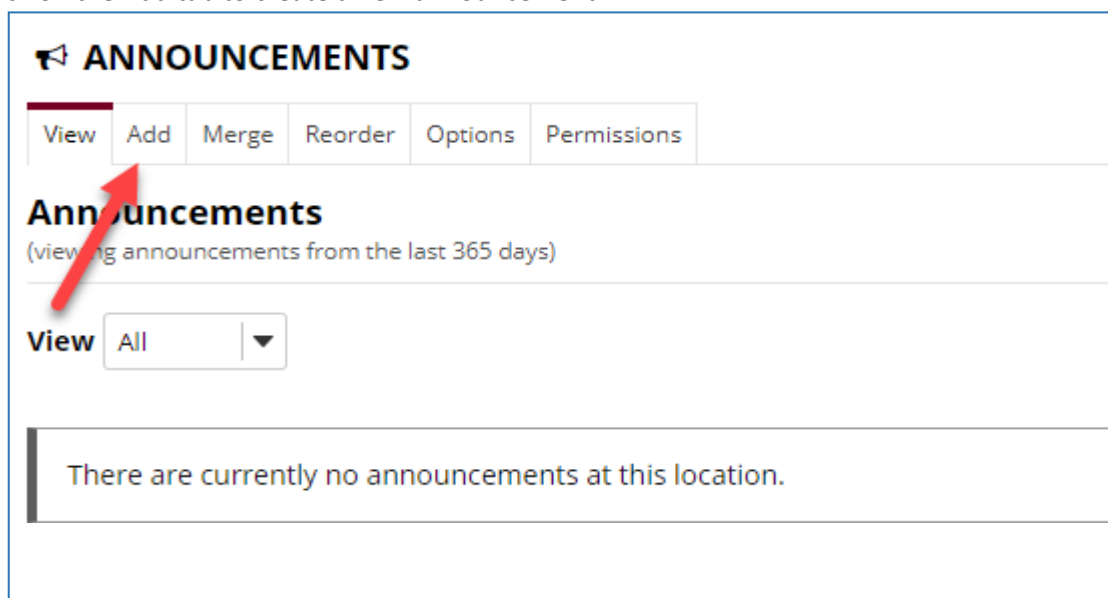 ANNOUNCEMENTS
View Add Merge Reorder Options Permissions
Announcements
(viewing announcements from the last 365 days)
View All
There are currently no announcements at this location.